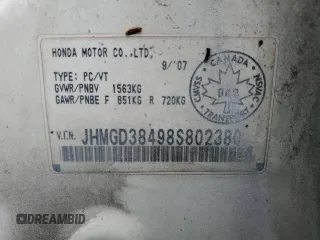 HONDA MOTOR CO.,LTD.
9/'07
TYPE: PC/VT
GVWR/PNBV 1563KG
GAWR/PNBE F 851KG R 720KG
CANADA
CMVSS
NSVAC
TRANSPORT
V.I.N.
DREAMBID